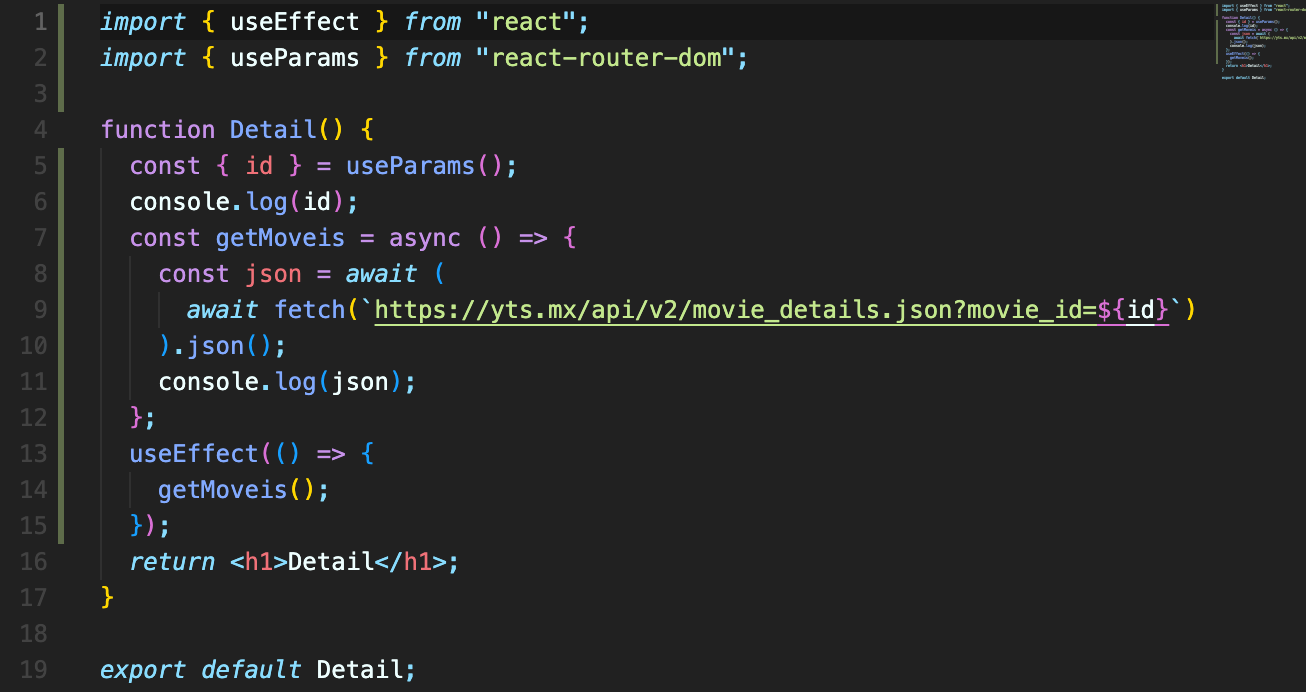 1 import { useEffect } from "react";
2 import { useParams } from "react-router-dom";
3
4 function Detail() {
5   const { id } = useParams();
6   console.log(id);
7   const getMoveis = async () => {
8     const json = await (
9       await fetch(`https://yts.mx/api/v2/movie_details.json?movie_id=${id}`)
10     ).json();
11     console.log(json);
12   };
13   useEffect(() => {
14     getMoveis();
15   });
16   return <h1>Detail</h1>;
17 }
18
19 export default Detail;